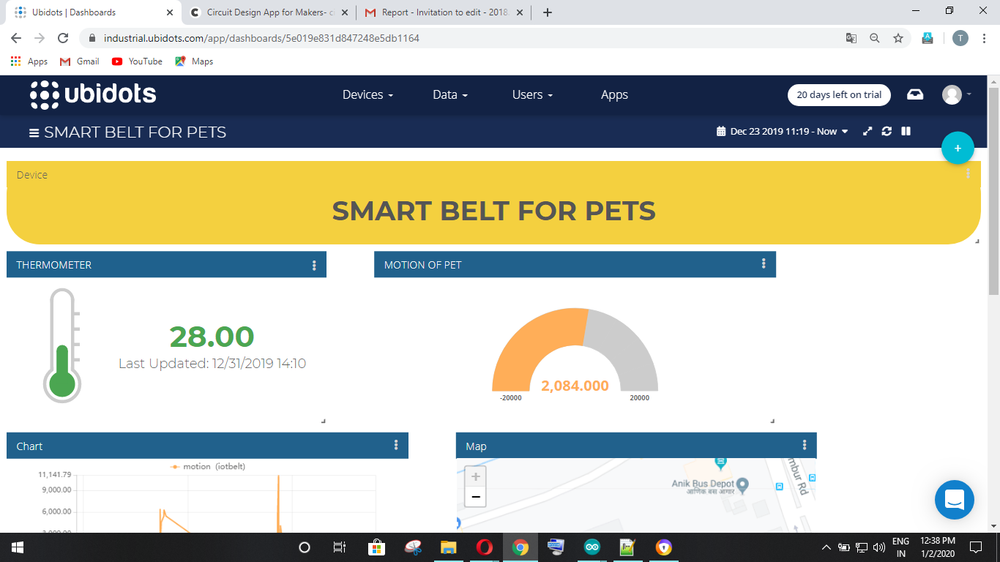 Ubidots | Dashboards
Circuit Design App for Makers- ci
Report - Invitation to edit - 2018.
industrial.ubidots.com/app/dashboards/5e019e831d847248e5db1164
T
Apps
Gmail
YouTube
Maps
ubidots
Devices
Data
Users
Apps
20 days left on trial
SMART BELT FOR PETS
Dec 23 2019 11:19 - Now
+
Device
SMART BELT FOR PETS
THERMOMETER
MOTION OF PET
28.00
Last Updated: 12/31/2019 14:10
2,084.000
-20000
20000
Chart
Map
motion (iotbelt)
11,141.79
9,000.00
6,000.00
3,000.00
+
−
Anik Bus Depot
आणिक बस आगार
mbur Rd
ENG
IN
12:38 PM
1/2/2020